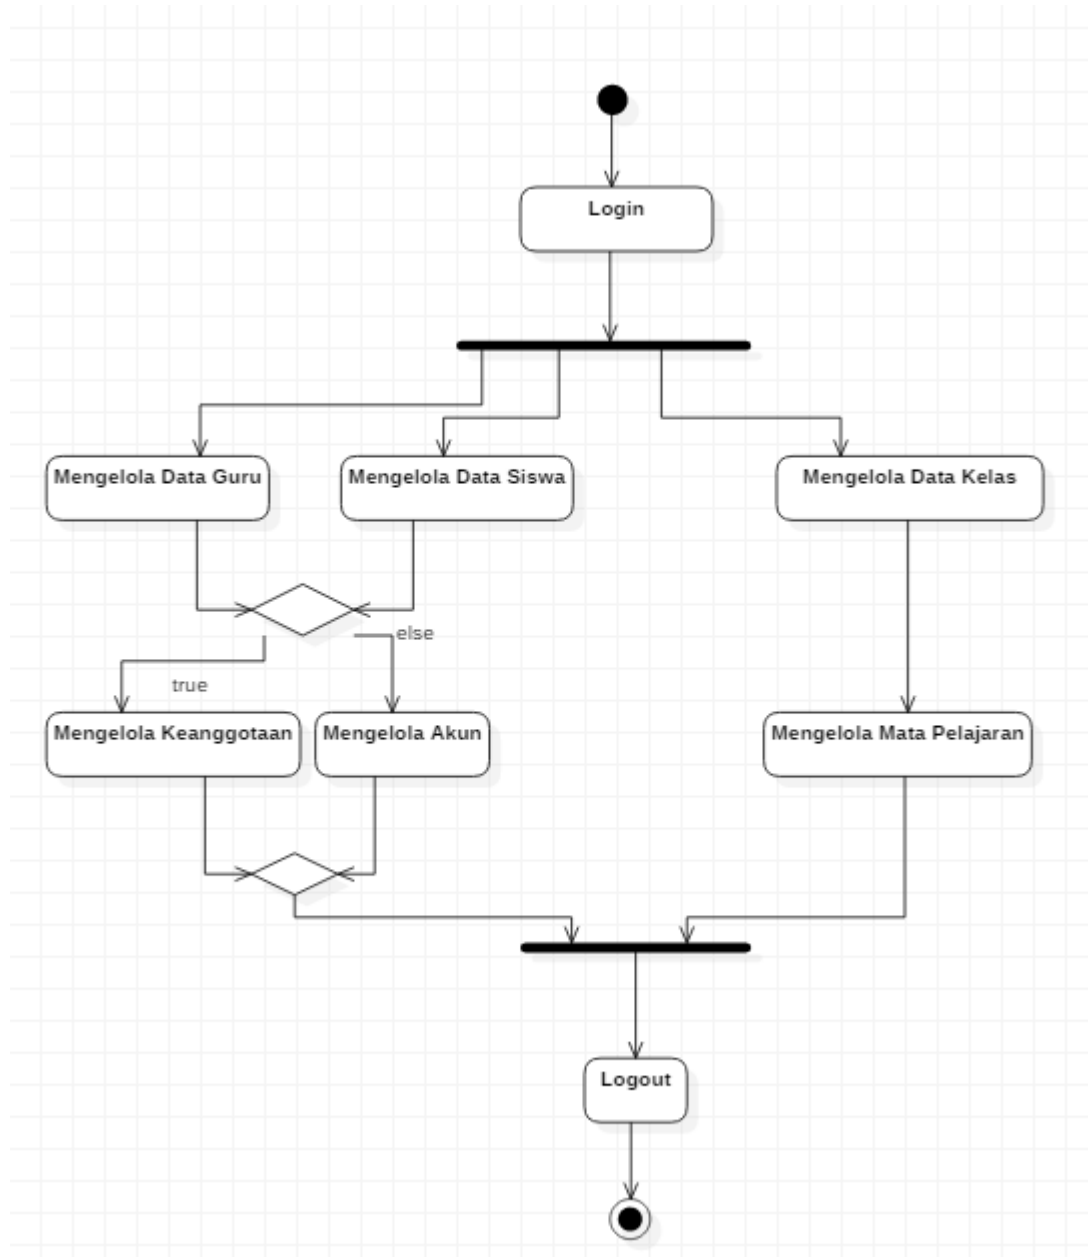 Login
Mengelola Data Guru
Mengelola Data Siswa
Mengelola Data Kelas
else
true
Mengelola Keanggotaan
Mengelola Akun
Mengelola Mata Pelajaran
Logout